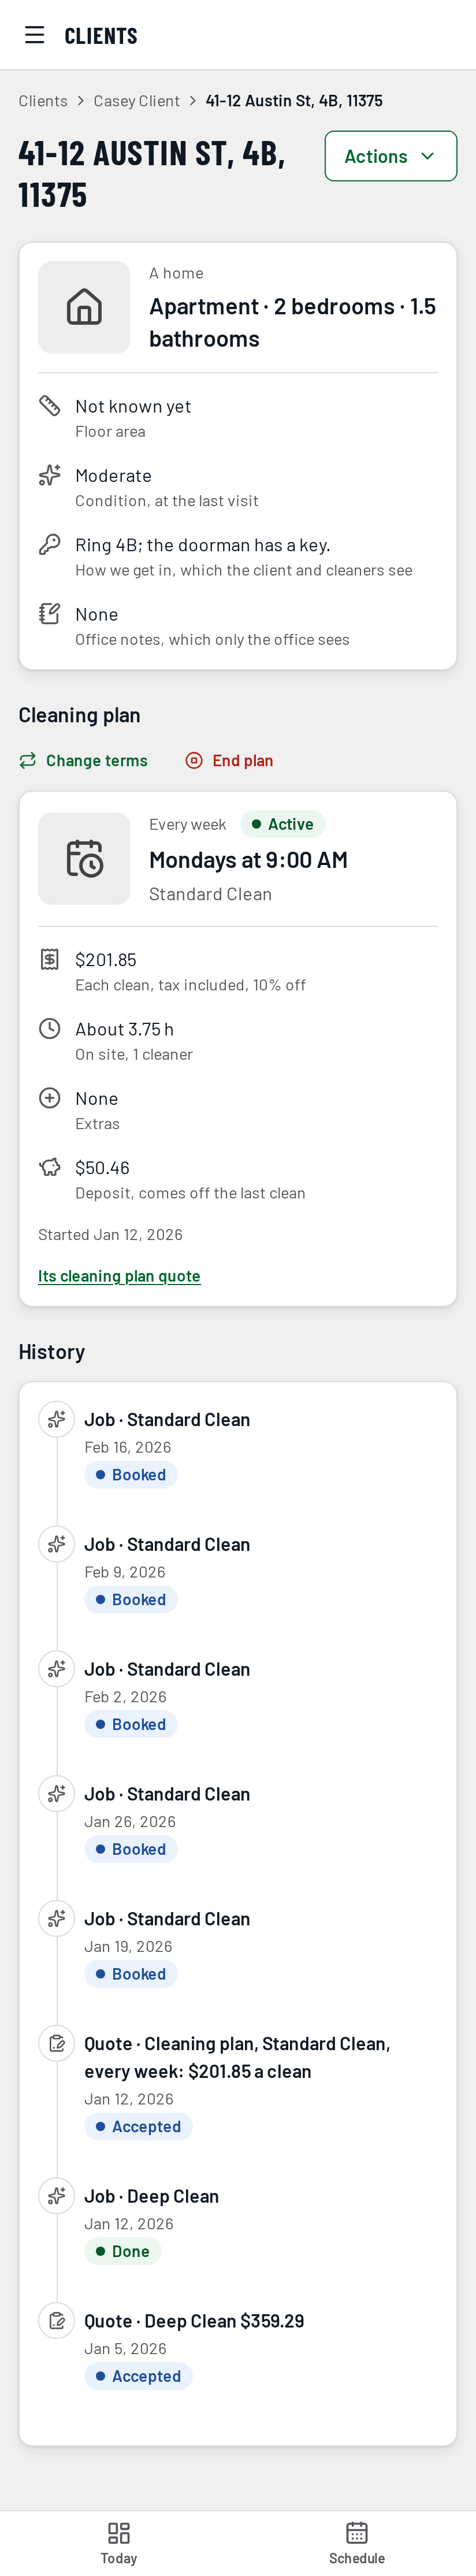 CLIENTS
Clients > Casey Client > 41-12 Austin St, 4B, 11375
41-12 AUSTIN ST, 4B,
11375
Actions
A home
Apartment · 2 bedrooms · 1.5
bathrooms
Not known yet
Floor area
Moderate
Condition, at the last visit
Ring 4B; the doorman has a key.
How we get in, which the client and cleaners see
None
Office notes, which only the office sees
Cleaning plan
Change terms
End plan
Every week
Active
Mondays at 9:00 AM
Standard Clean
$201.85
Each clean, tax included, 10% off
About 3.75 h
On site, 1 cleaner
None
Extras
$50.46
Deposit, comes off the last clean
Started Jan 12, 2026
Its cleaning plan quote
History
Job · Standard Clean
Feb 16, 2026
Booked
Job · Standard Clean
Feb 9, 2026
Booked
Job · Standard Clean
Feb 2, 2026
Booked
Job · Standard Clean
Jan 26, 2026
Booked
Job · Standard Clean
Jan 19, 2026
Booked
Quote · Cleaning plan, Standard Clean,
every week: $201.85 a clean
Jan 12, 2026
Accepted
Job · Deep Clean
Jan 12, 2026
Done
Quote · Deep Clean $359.29
Jan 5, 2026
Accepted
Today
Schedule